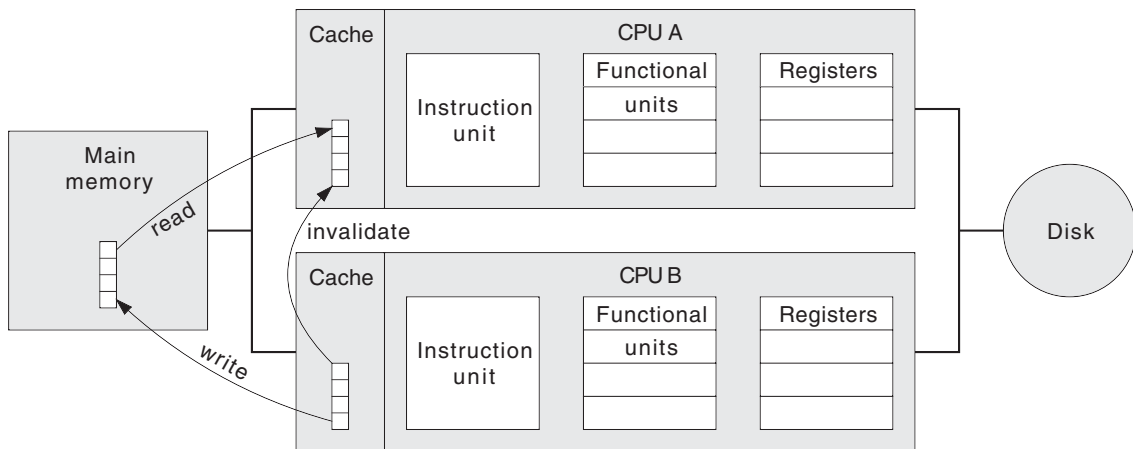 Cache
CPU A
Instruction
unit
Functional
units
Registers
Main
memory
read
invalidate
Disk
Cache
CPU B
Instruction
unit
Functional
units
Registers
write